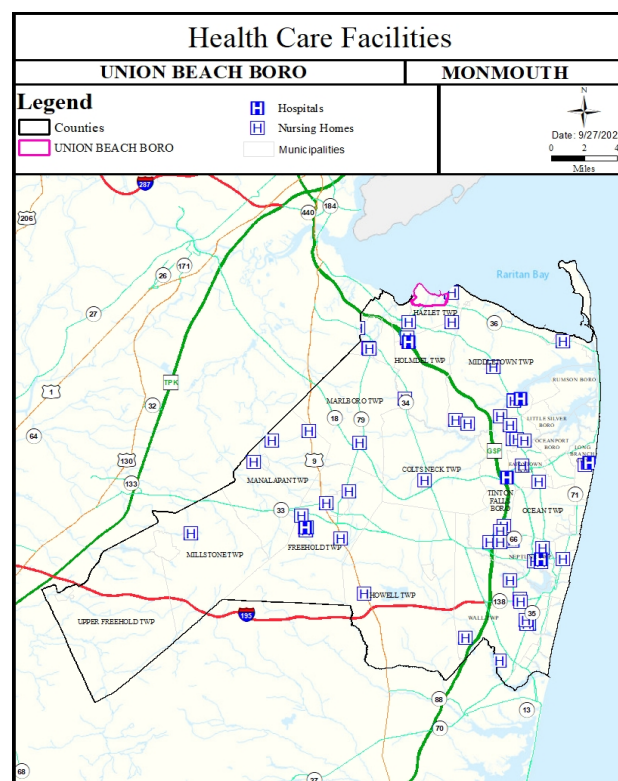 Health Care Facilities
UNION BEACH BORO
MONMOUTH
Legend
Counties
UNION BEACH BORO
H Hospitals
H Nursing Homes
Municipalities
N
Date: 9/27/202
0 2 4
Miles
287
206
440
184
171
26
27
Raritan Bay
HAZLET TWP
36
HOLMDEL TWP
MIDDLETOWN TWP
TPK
1
32
RUMSON BORO
MARLBORO TWP
34
18
79
LITTLE SILVER
BORO
64
OCEANPORT
BORO
LONG
BRANCH
130
9
GSP
133
MANALAPAN TWP
COLTS NECK TWP
TINTON
FALLS
BORO
71
33
OCEAN TWP
MILLSTONE TWP
FREEHOLD TWP
66
HOWELL TWP
195
138
35
UPPER FREEHOLD TWP
WALL TWP
88
13
70
68
37